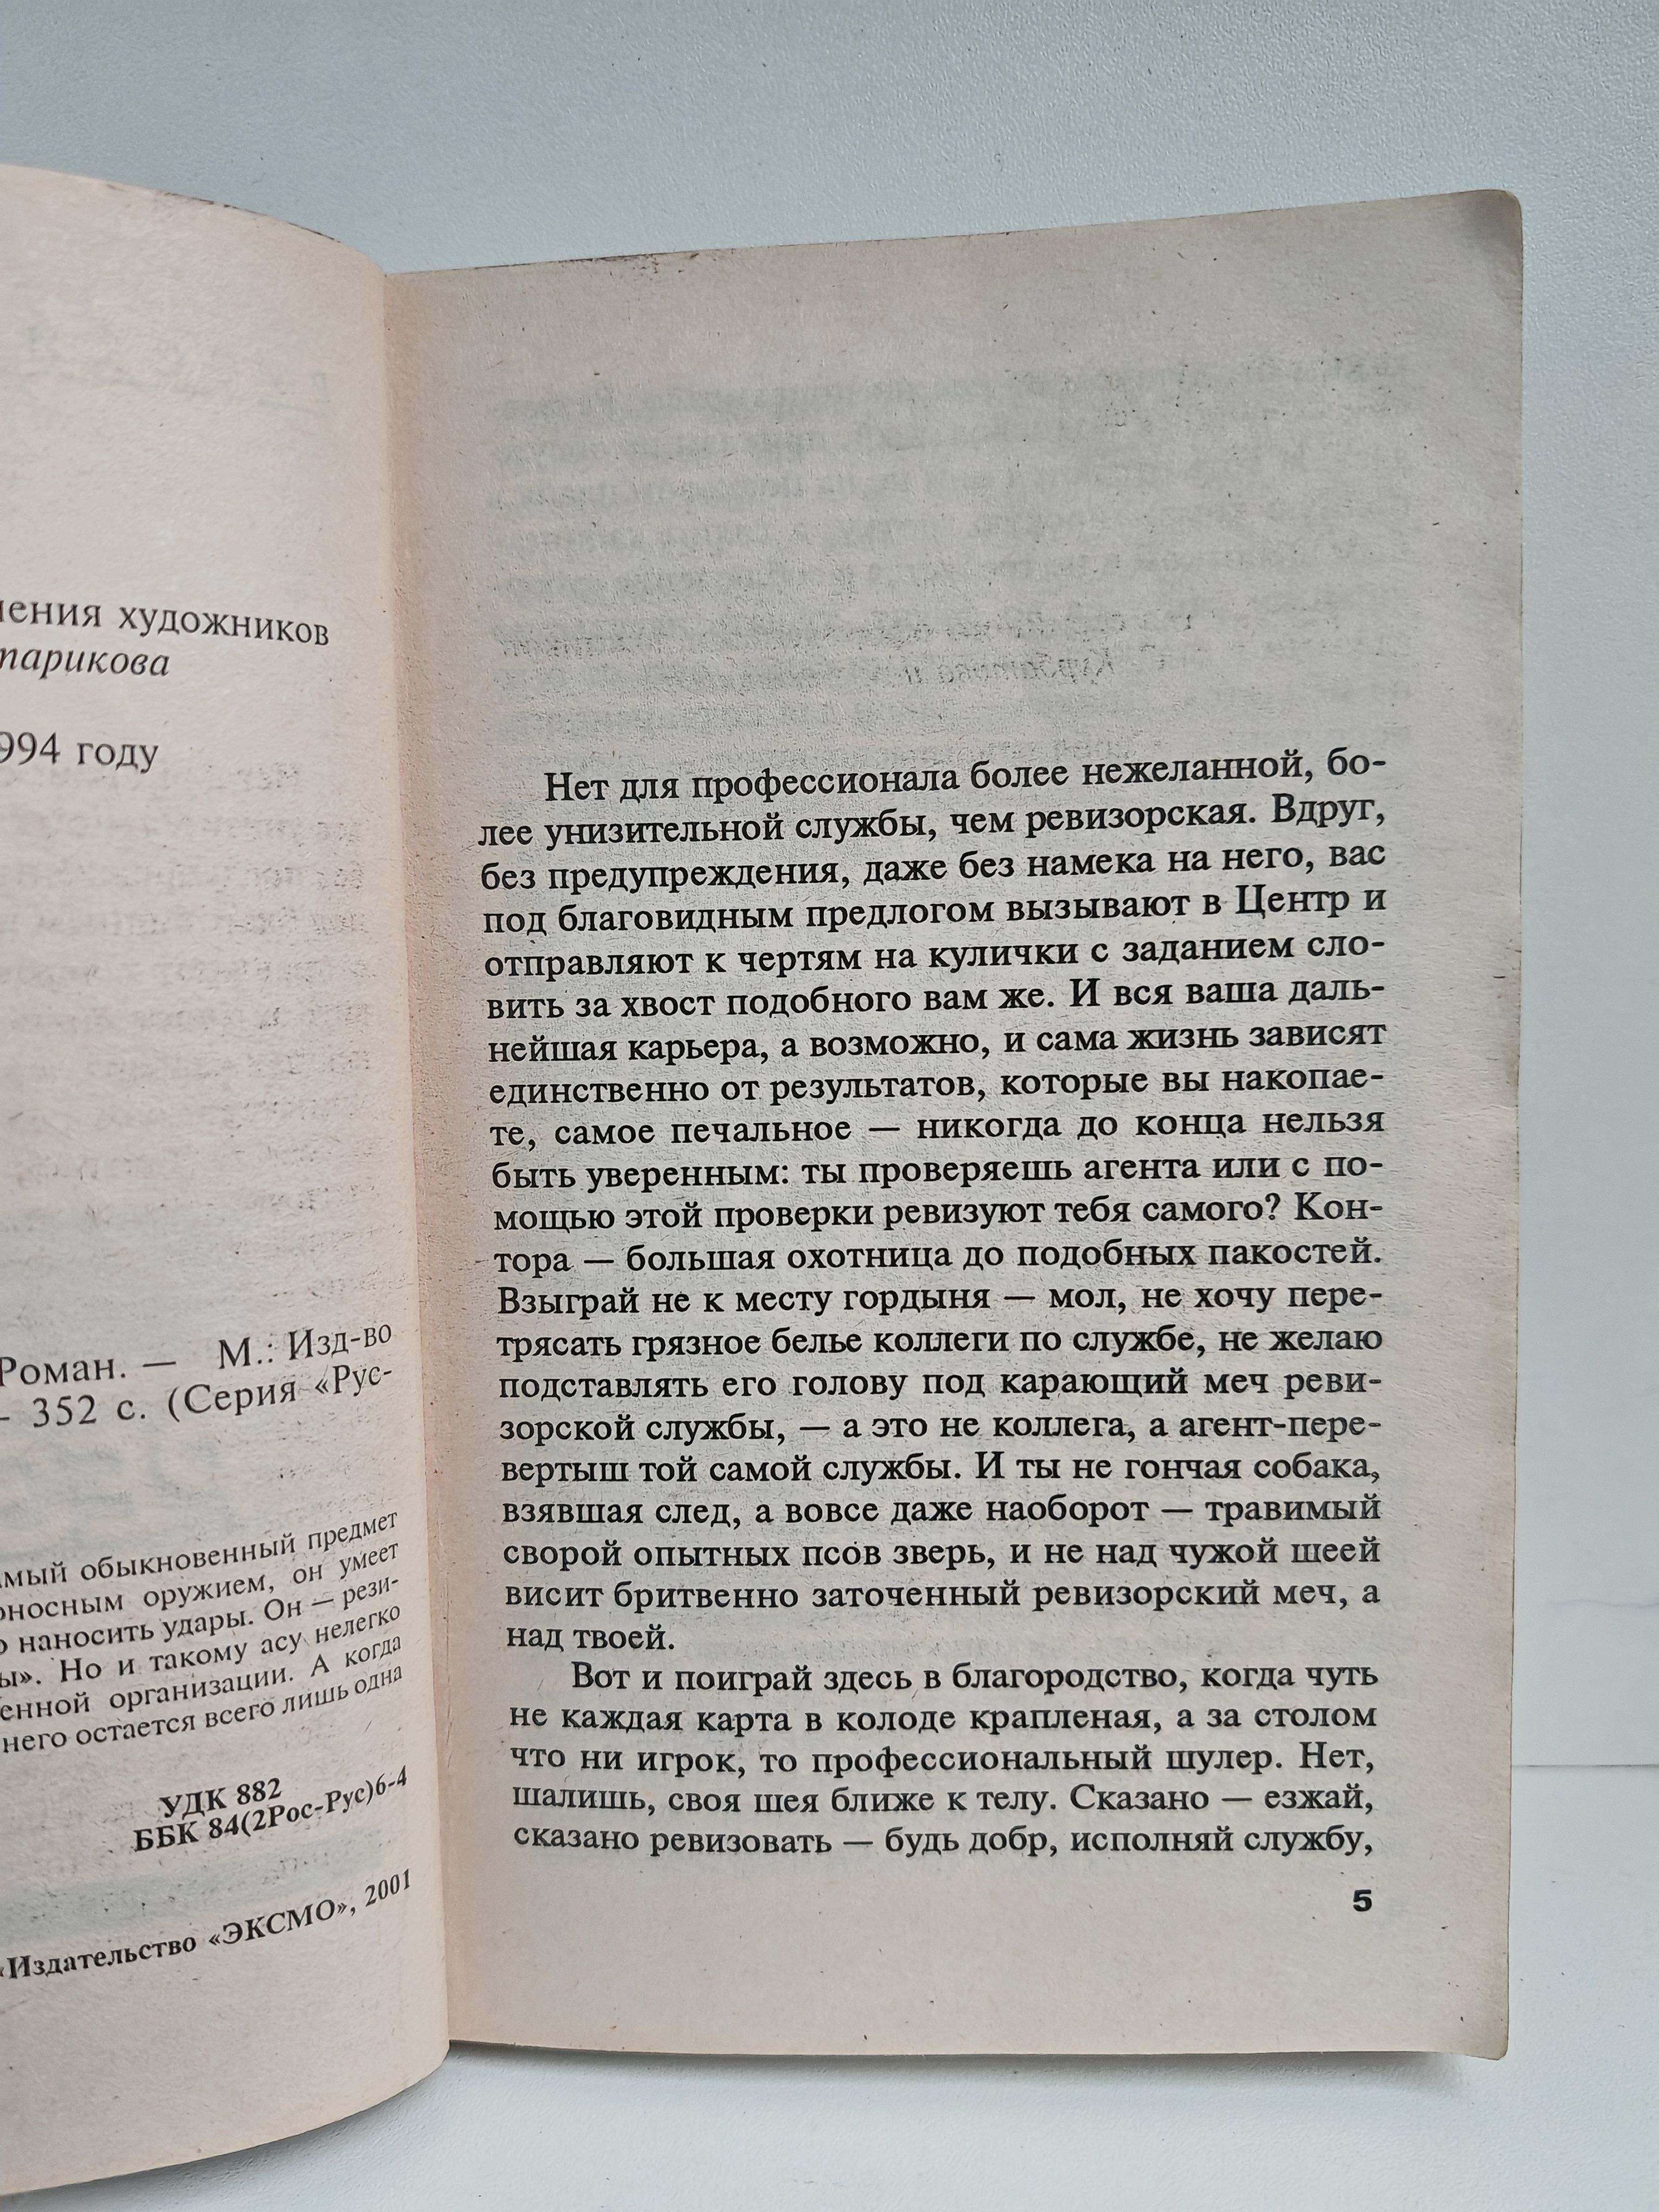 художников
994 году
Роман. — М.: Изд-во
352 с. (Серия «Рус-
обыкновенный предмет
оружием, он умеет
наносить удары. Он — рези-
Но и такому асу нелегко
организации. А когда
него остается всего лишь одна
УДК 882
ББК 84(2Рос-Рус)6-4
«Издательство «ЭКСМО», 2001
Нет для профессионала более нежеланной, бо-
лее унизительной службы, чем ревизорская. Вдруг,
без предупреждения, даже без намека на него, вас
под благовидным предлогом вызывают в Центр и
отправляют к чертям на кулички с заданием сло-
вить за хвост подобного вам же. И вся ваша даль-
нейшая карьера, а возможно, и сама жизнь зависят
единственно от результатов, которые вы накопае-
те, самое печальное — никогда до конца нельзя
быть уверенным: ты проверяешь агента или с по-
мощью этой проверки ревизуют тебя самого? Кон-
тора — большая охотница до подобных пакостей.
Взыграй не к месту гордыня — мол, не хочу пере-
трясать грязное белье коллеги по службе, не желаю
подставлять его голову под карающий меч реви-
зорской службы, — а это не коллега, а агент-пере-
вертыш той самой службы. И ты не гончая собака,
взявшая след, а вовсе даже наоборот — травимый
сворой опытных псов зверь, и не над чужой шеей
висит бритвенно заточенный ревизорский меч, а
над твоей.
Вот и поиграй здесь в благородство, когда чуть
не каждая карта в колоде крапленая, а за столом
что ни игрок, то профессиональный шулер. Нет,
шалишь, своя шея ближе к телу. Сказано — езжай,
сказано ревизовать — будь добр, исполняй службу,
5